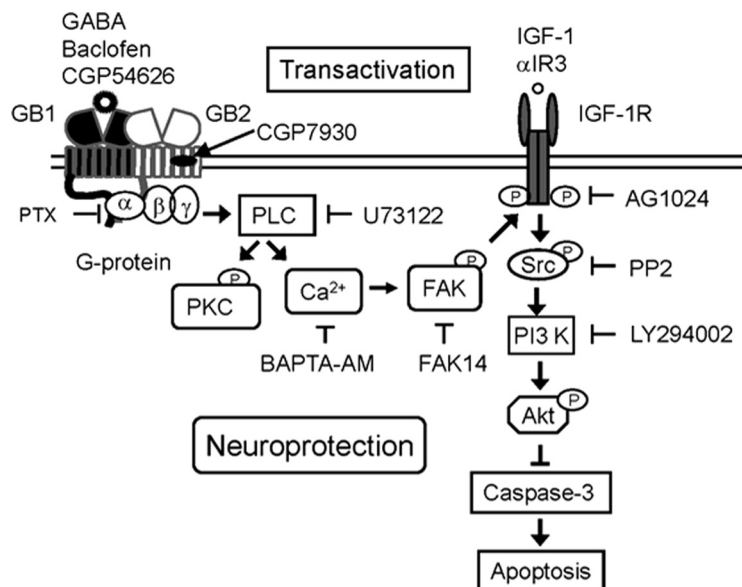 GABA
Baclofen
CGP54626
IGF-1
αIR3
Transactivation
GB1
GB2
IGF-1R
CGP7930
PTX
α
β
γ
PLC
U73122
P
P
AG1024
G-protein
P
PKC
Ca²⁺
P
FAK
P
Src
PP2
BAPTA-AM
FAK14
PI3 K
LY294002
P
Akt
Neuroprotection
Caspase-3
Apoptosis